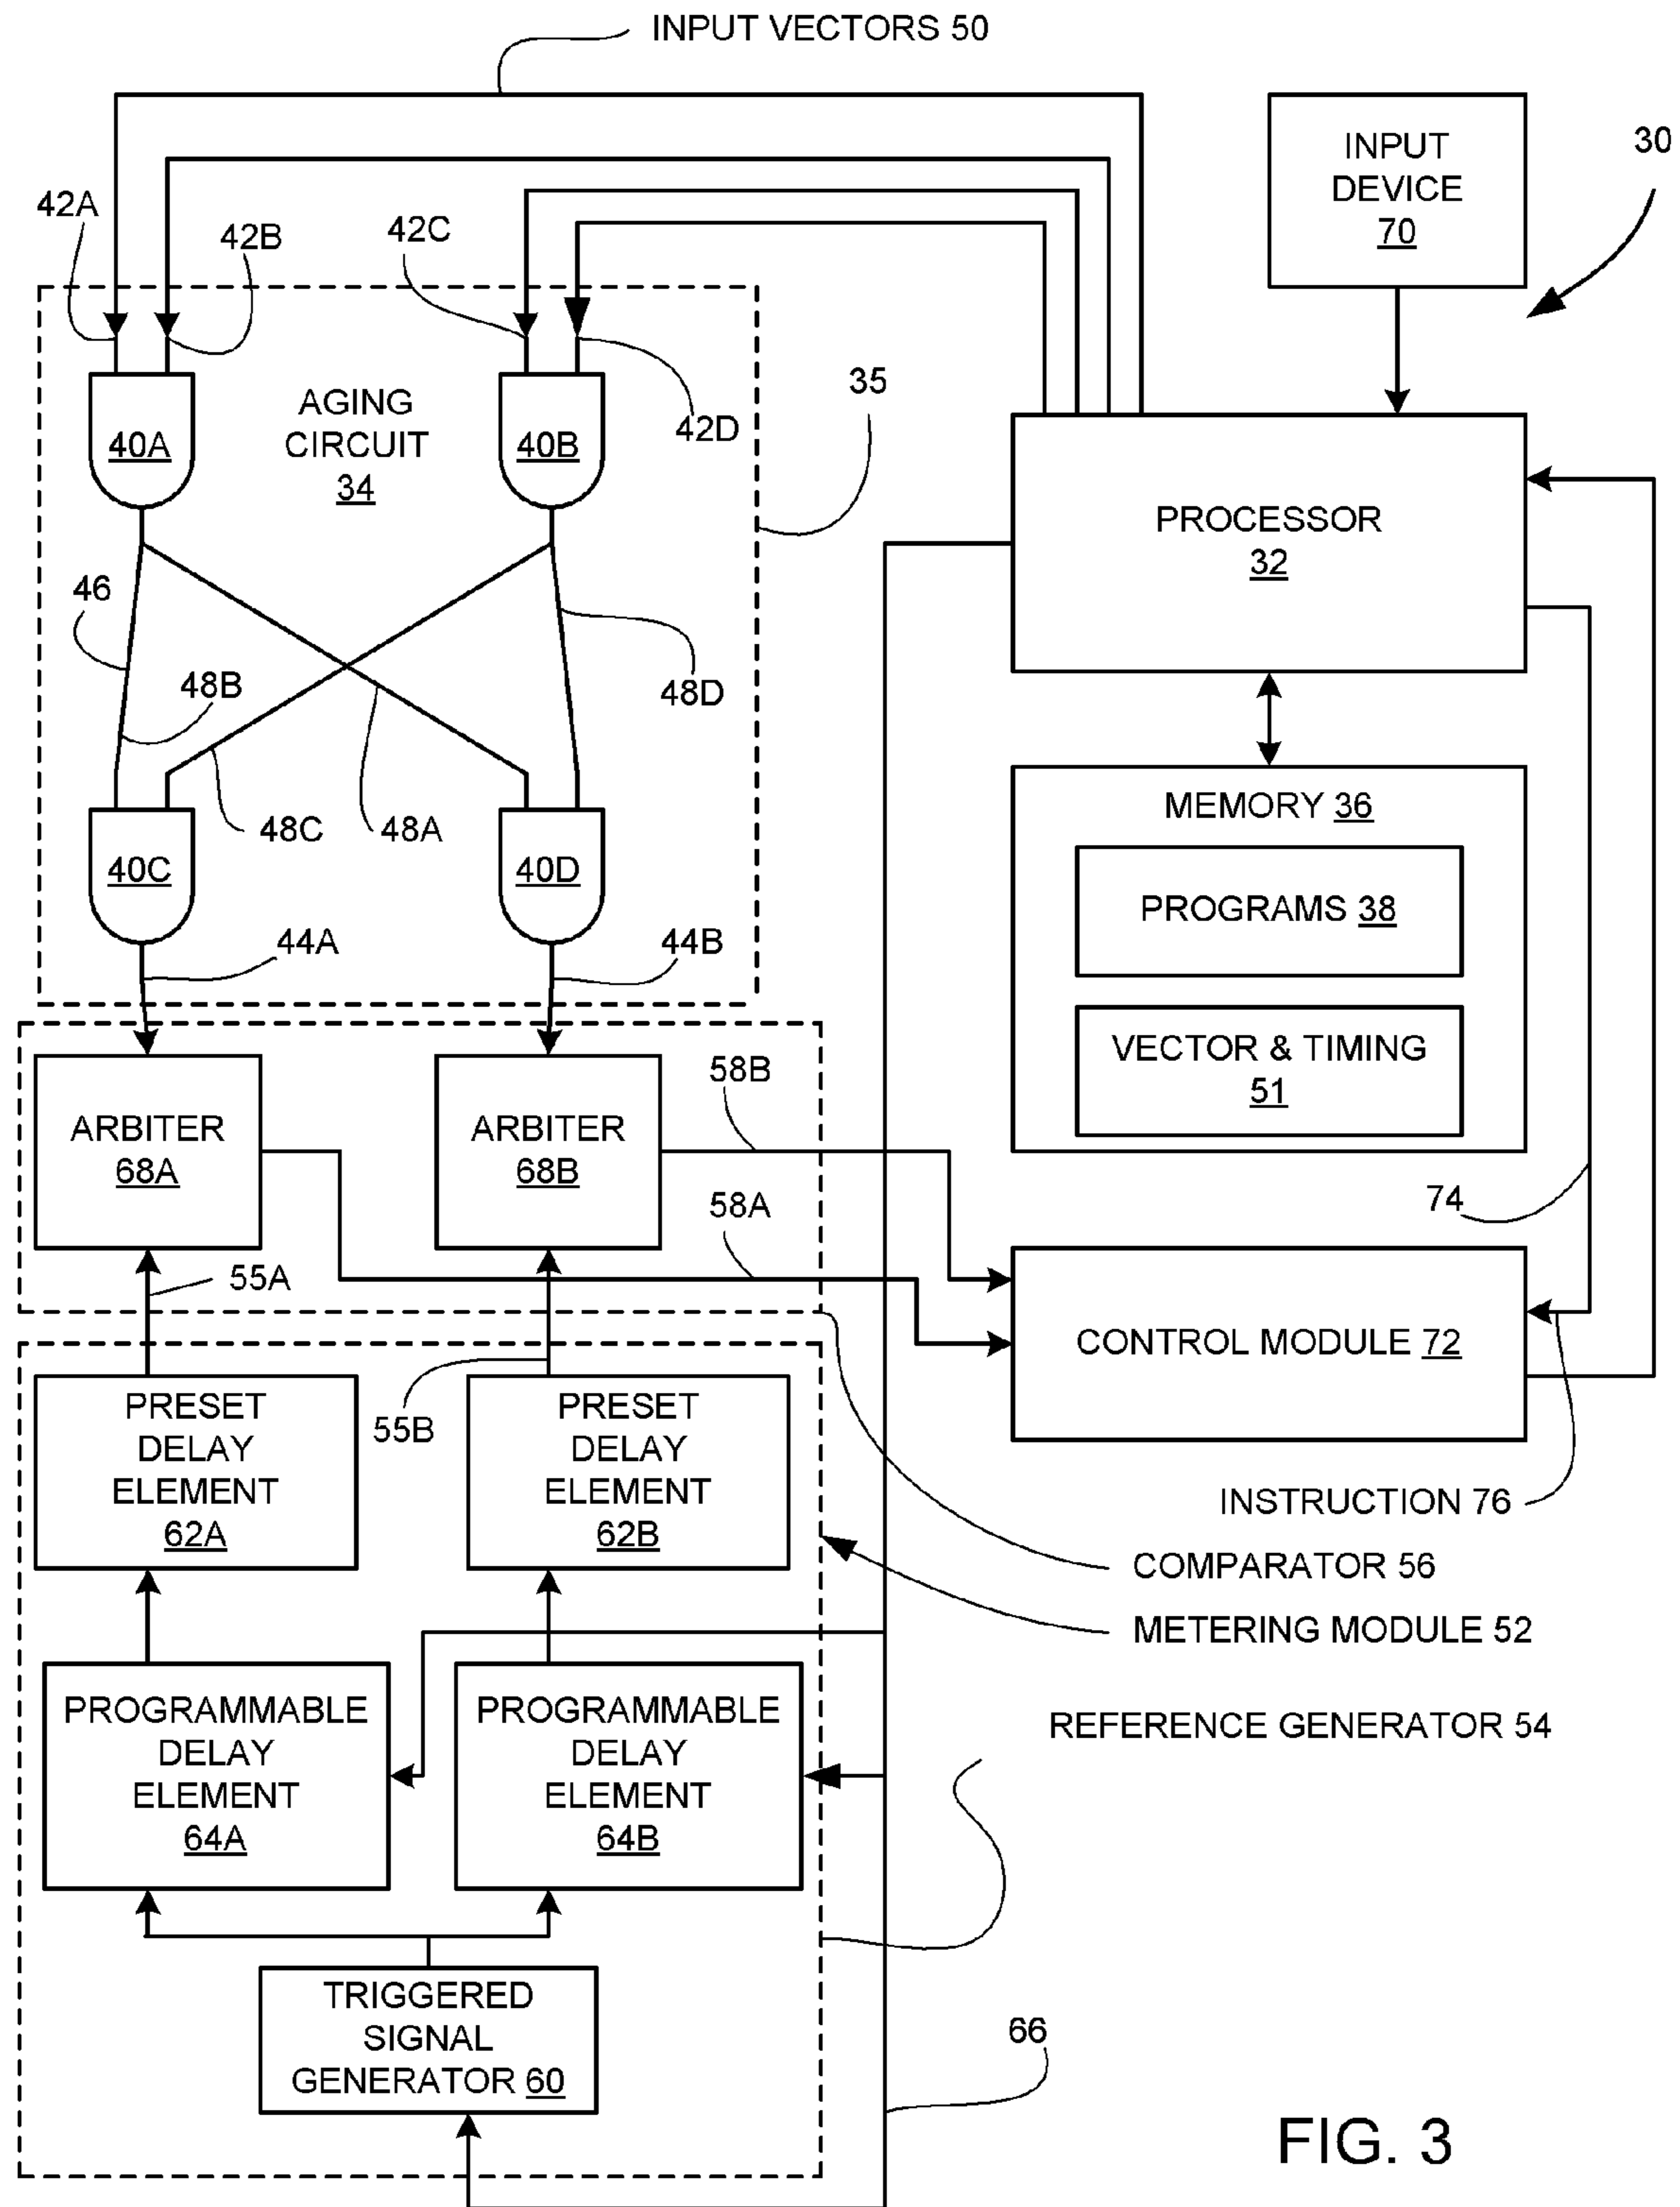 INPUT VECTORS 50
INPUT
DEVICE
70
30
42A
42B
42C
42D
35
AGING
CIRCUIT
34
40A
40B
PROCESSOR
32
46
48B
48D
48C
48A
MEMORY 36
PROGRAMS 38
VECTOR & TIMING
51
40C
40D
44A
44B
ARBITER
68A
ARBITER
68B
58B
58A
74
55A
55B
CONTROL MODULE 72
PRESET
DELAY
ELEMENT
62A
PRESET
DELAY
ELEMENT
62B
INSTRUCTION 76
COMPARATOR 56
METERING MODULE 52
REFERENCE GENERATOR 54
PROGRAMMABLE
DELAY
ELEMENT
64A
PROGRAMMABLE
DELAY
ELEMENT
64B
TRIGGERED
SIGNAL
GENERATOR 60
66
FIG. 3